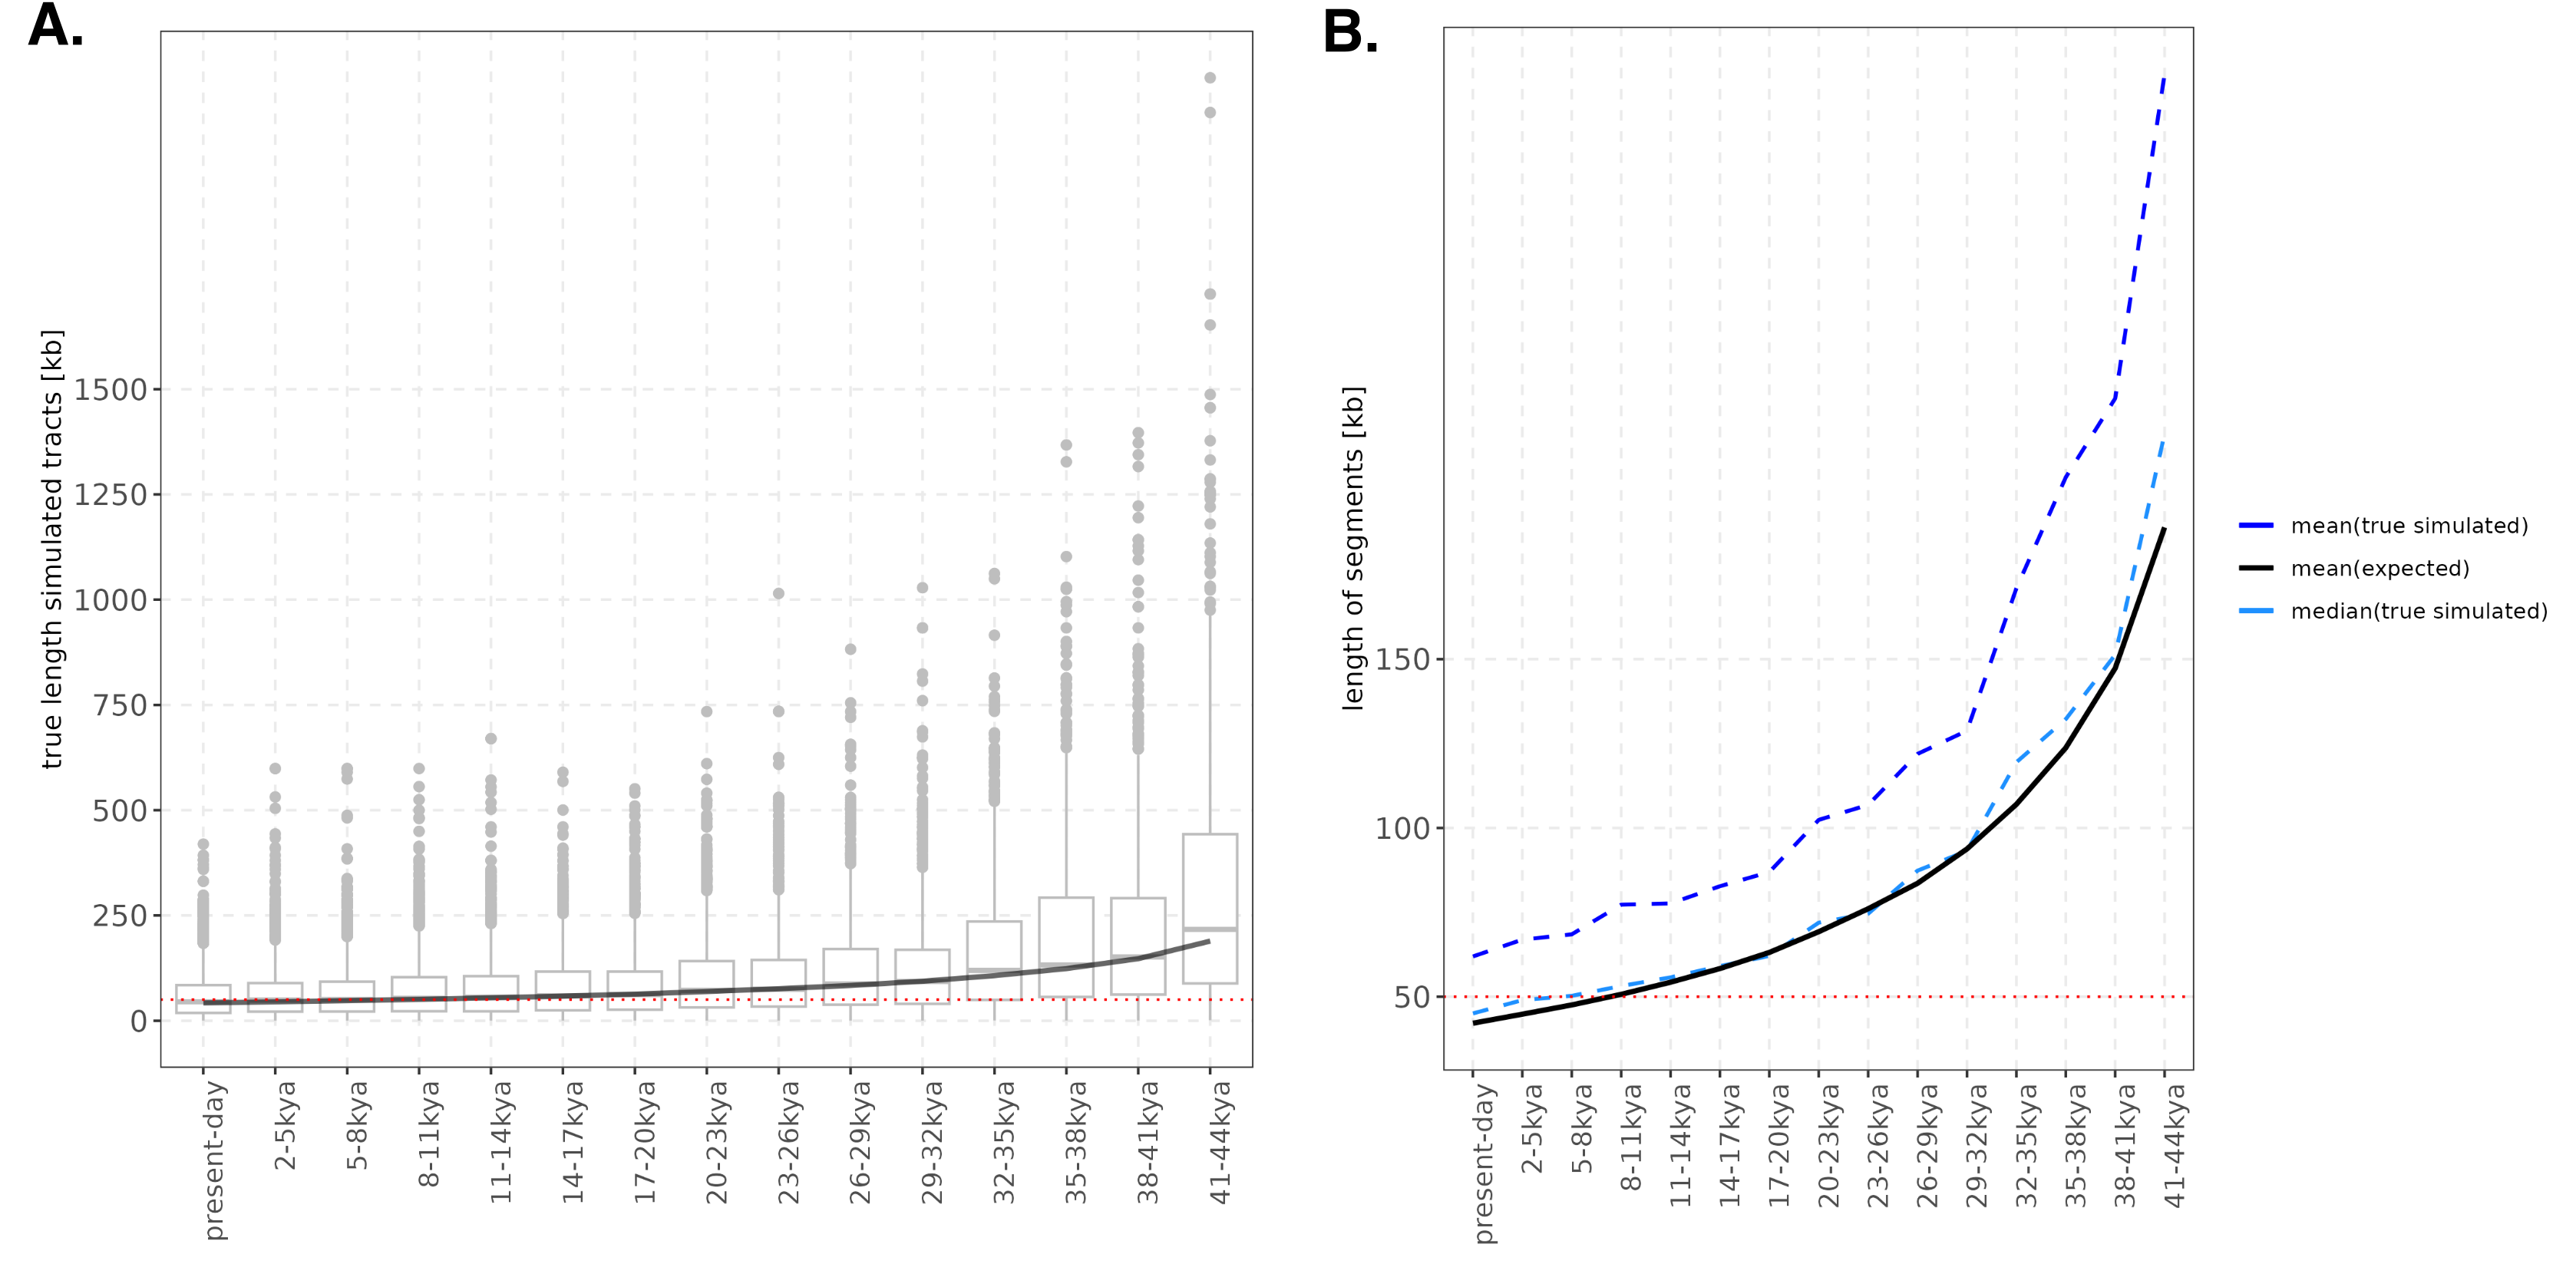 A.
true length simulated tracts [kb]
1500
1250
1000
750
500
250
0
present-day
2-5kya
5-8kya
8-11kya
11-14kya
14-17kya
17-20kya
20-23kya
23-26kya
26-29kya
29-32kya
32-35kya
35-38kya
38-41kya
41-44kya
B.
length of segments [kb]
150
100
50
present-day
2-5kya
5-8kya
8-11kya
11-14kya
14-17kya
17-20kya
20-23kya
23-26kya
26-29kya
29-32kya
32-35kya
35-38kya
38-41kya
41-44kya
mean(true simulated)
mean(expected)
median(true simulated)